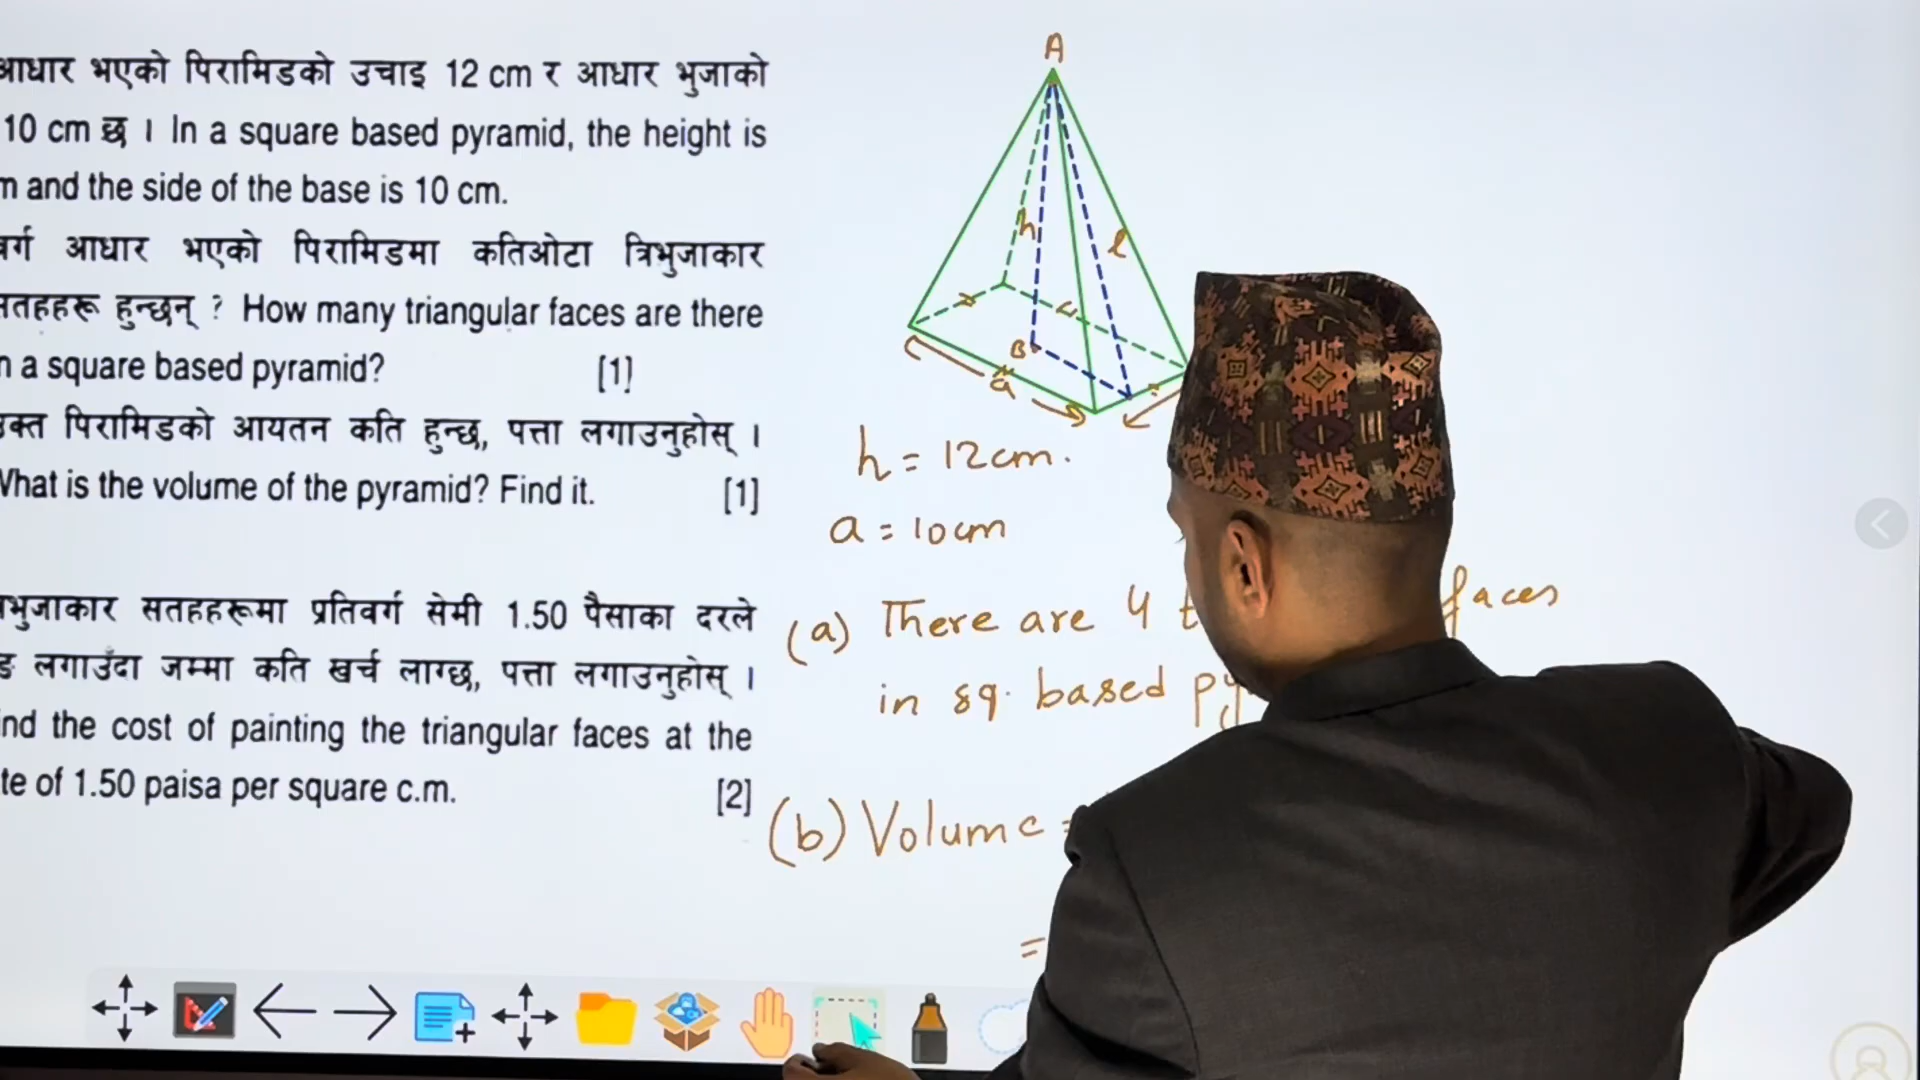 आधार भएको पिरामिडको उचाइ 12 cm र आधार भुजाको
10 cm छ । In a square based pyramid, the height is
and the side of the base is 10 cm.
आधार भएको पिरामिडमा कतिओटा त्रिभुजाकार
हुन्छन् ? How many triangular faces are there
a square based pyramid? [1]
पिरामिडको आयतन कति हुन्छ, पत्ता लगाउनुहोस् ।
What is the volume of the pyramid? Find it. [1]
सतहहरूमा प्रतिवर्ग सेमी 1.50 पैसाका दरले
लगाउँदा जम्मा कति खर्च लाग्छ, पत्ता लगाउनुहोस् ।
the cost of painting the triangular faces at the
of 1.50 paisa per square c.m. [2]
A
h
l
B
a
h = 12cm.
a = 10cm
(a) There are 4 faces
in sq. based
(b) Volume =
=